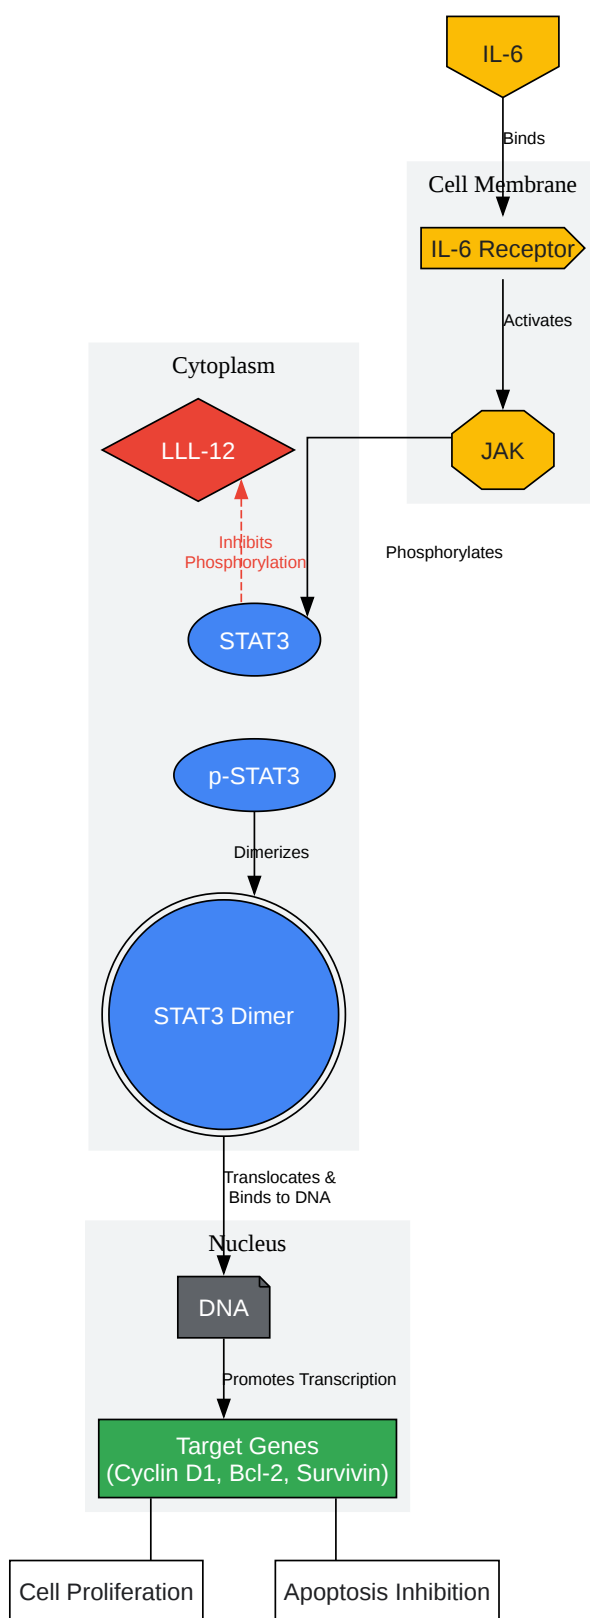 IL-6
Binds
Cell Membrane
IL-6 Receptor
Activates
Cytoplasm
LLL-12
JAK
Inhibits
Phosphorylation
Phosphorylates
STAT3
p-STAT3
Dimerizes
STAT3 Dimer
Translocates &
Binds to DNA
Nucleus
DNA
Promotes Transcription
Target Genes
(Cyclin D1, Bcl-2, Survivin)
Cell Proliferation
Apoptosis Inhibition